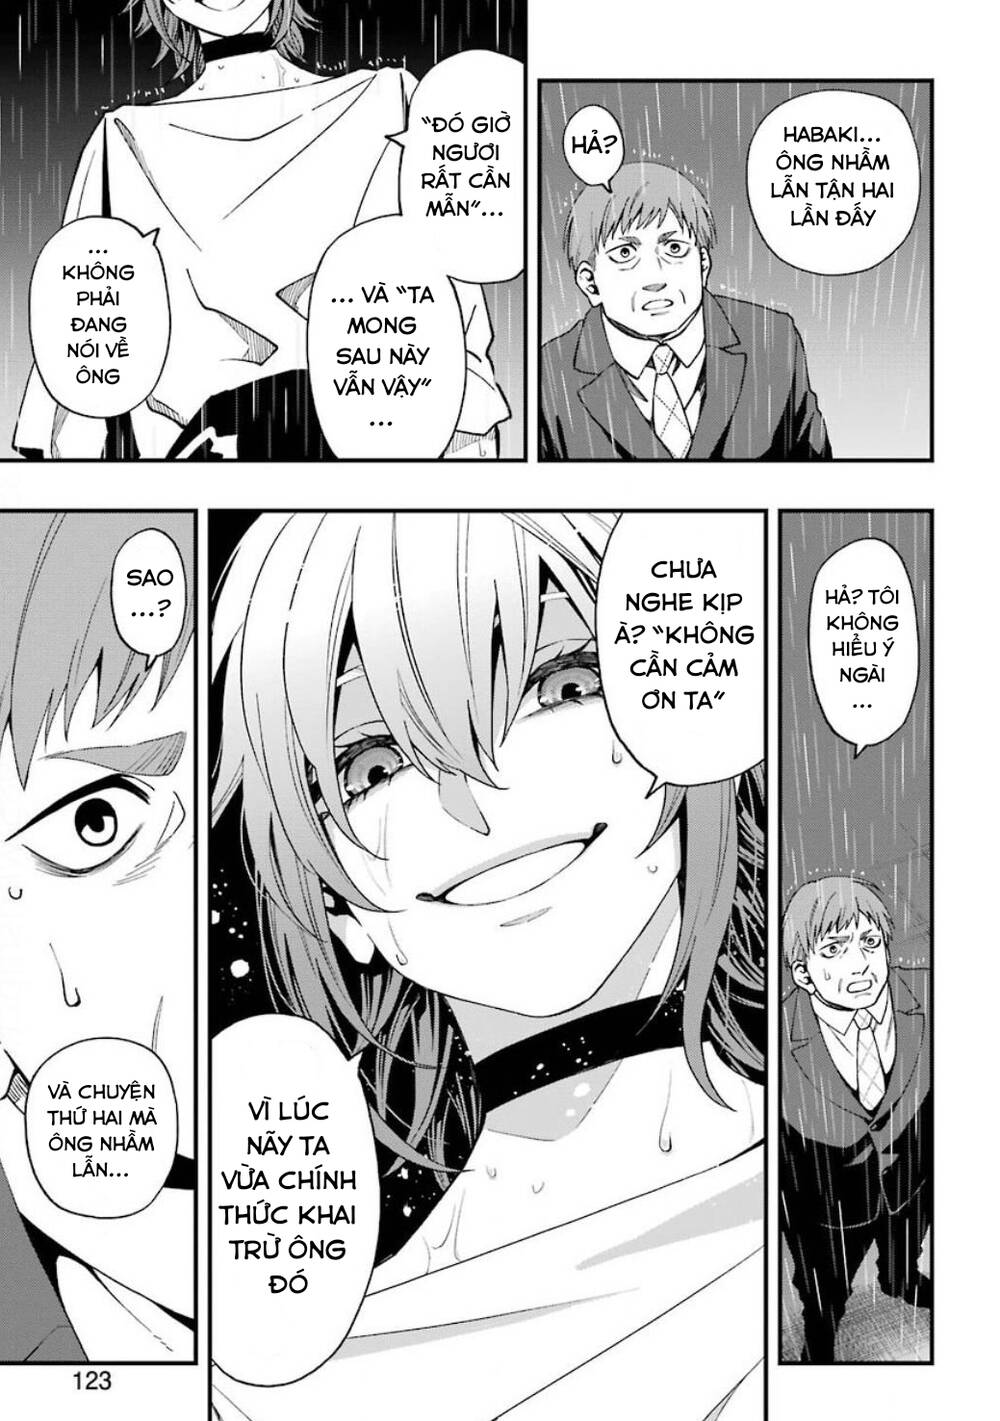 HABAKI...
ÔNG NHẦM
LẪN TẬN HAI
LẦN ĐẤY
HẢ?
"ĐÓ GIỜ
NGƯƠI
RẤT CẦN
MẪN"...
... VÀ "TA
MONG
SAU NÀY
VẪN VẬY"
...
...
KHÔNG
PHẢI
ĐANG
NÓI VỀ
ÔNG
HẢ? TÔI
KHÔNG
HIỂU Ý
NGÀI
...
CHƯA
NGHE KỊP
À? "KHÔNG
CẦN CẢM
ƠN TA"
VÌ LÚC
NÃY TA
VỪA CHÍNH
THỨC KHAI
TRỪ ÔNG
ĐÓ
SAO
...?
VÀ CHUYỆN
THỨ HAI MÀ
ÔNG NHẦM
LẪN...
123